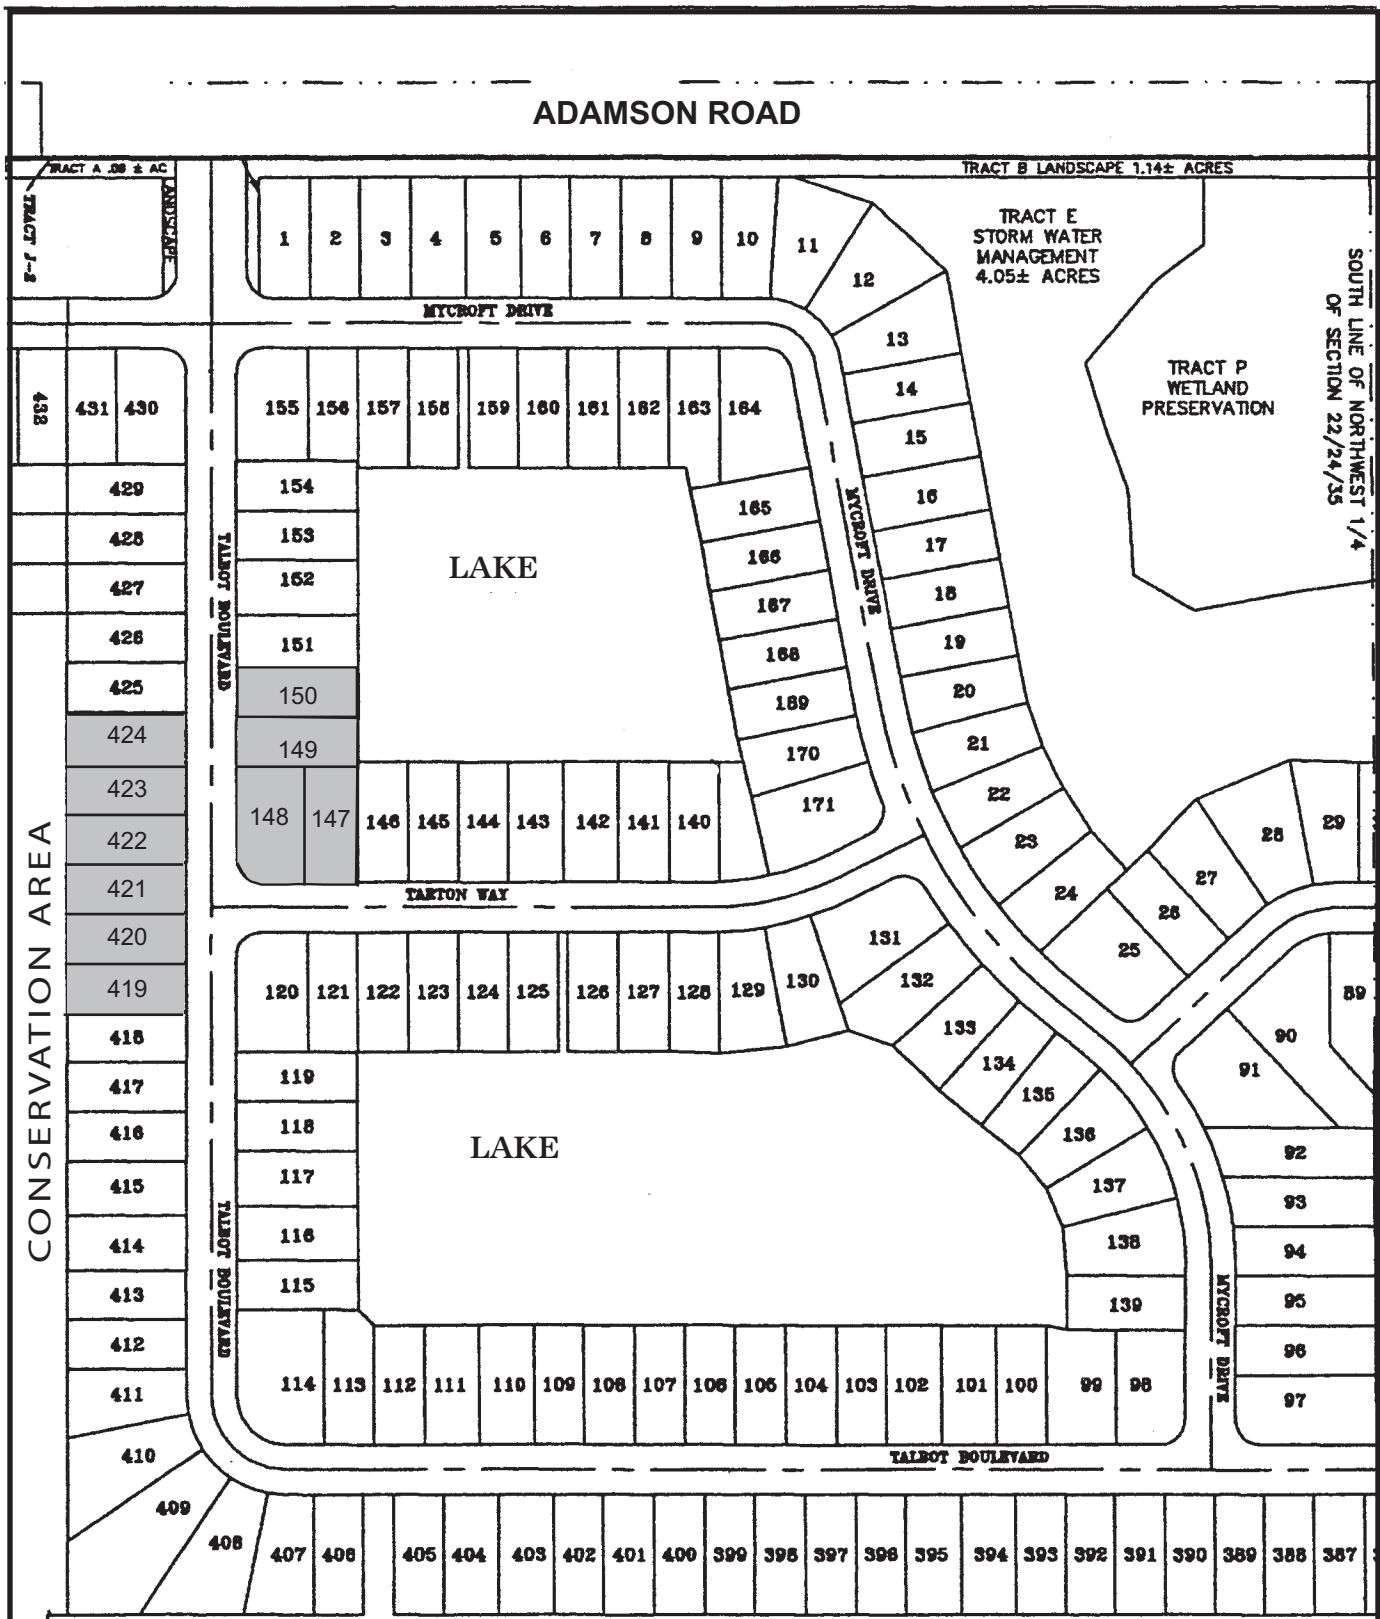 ADAMSON ROAD
TRACT A .08 ± AC
TRACT B LANDSCAPE 1.14± ACRES
TRACT J-2
LANDSCAPE
1 2 3 4 5 6 7 8 9 10 11 12
TRACT E
STORM WATER
MANAGEMENT
4.05± ACRES
SOUTH LINE OF NORTHWEST 1/4
OF SECTION 22/24/35
MYCROFT DRIVE
13
14
15
16
17
18
19
20
21
22
23
24
25
26
27
28
29
TRACT P
WETLAND
PRESERVATION
432 431 430
155 156 157 158 159 160 161 162 163 164
429
428
427
426
425
424
423
422
421
420
419
418
417
416
415
414
413
412
411
410
409
408
TALBOT BOULEVARD
154
153
152
151
150
149
LAKE
165
166
167
168
169
170
171
MYCROFT DRIVE
148 147 146 145 144 143 142 141 140
TARTON WAY
CONSERVATION AREA
120 121 122 123 124 125 126 127 128 129 130
131
132
133
134
135
136
137
138
139
89
90
91
92
93
94
95
96
97
119
118
117
116
115
LAKE
TALBOT BOULEVARD
MYCROFT DRIVE
114 113 112 111 110 109 108 107 106 105 104 103 102 101 100 99 98
TALBOT BOULEVARD
407 406 405 404 403 402 401 400 399 398 397 396 395 394 393 392 391 390 389 388 387